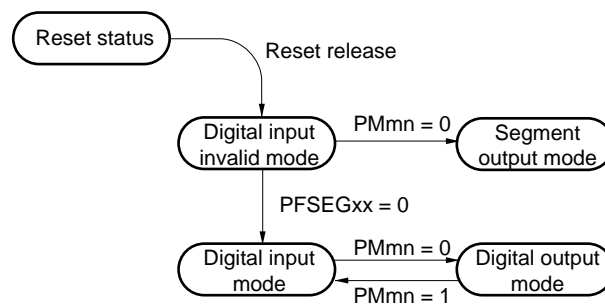 Reset status
Reset release
Digital input
invalid mode
PMmn = 0
Segment
output mode
PFSEGxx = 0
Digital input
mode
PMmn = 0
PMmn = 1
Digital output
mode